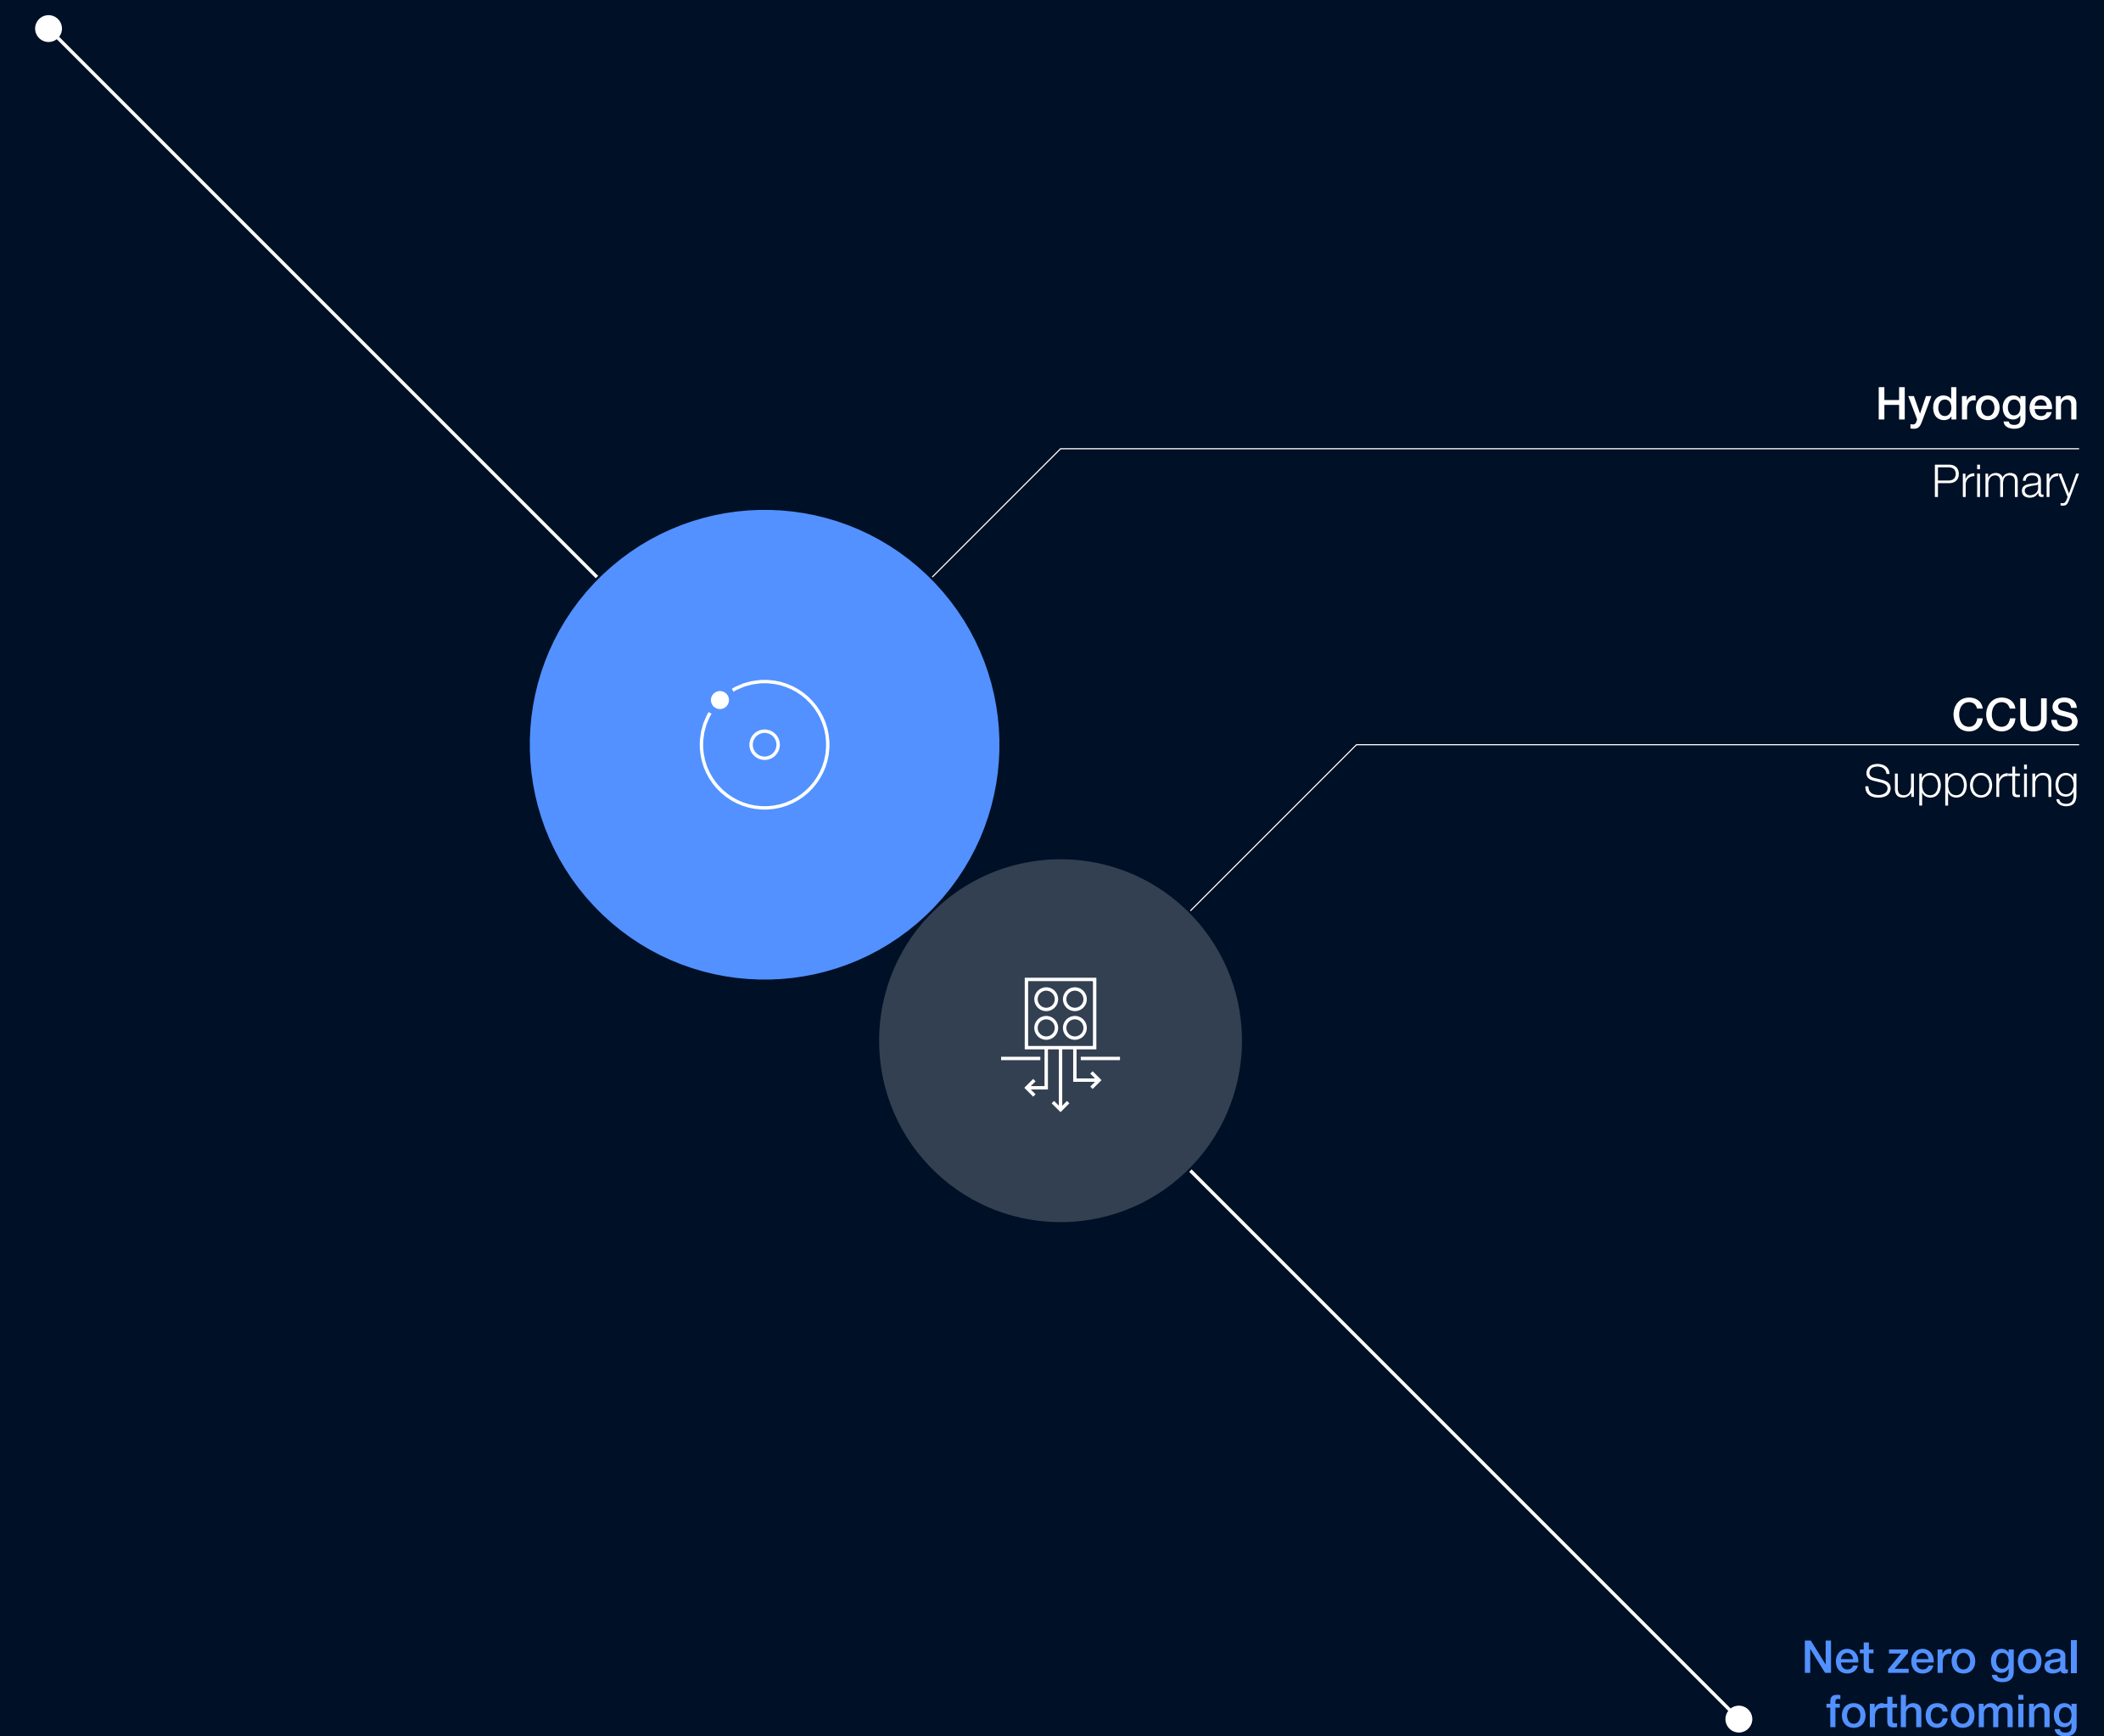 Hydrogen
Primary
CCUS
Supporting
Net zero goal
forthcoming